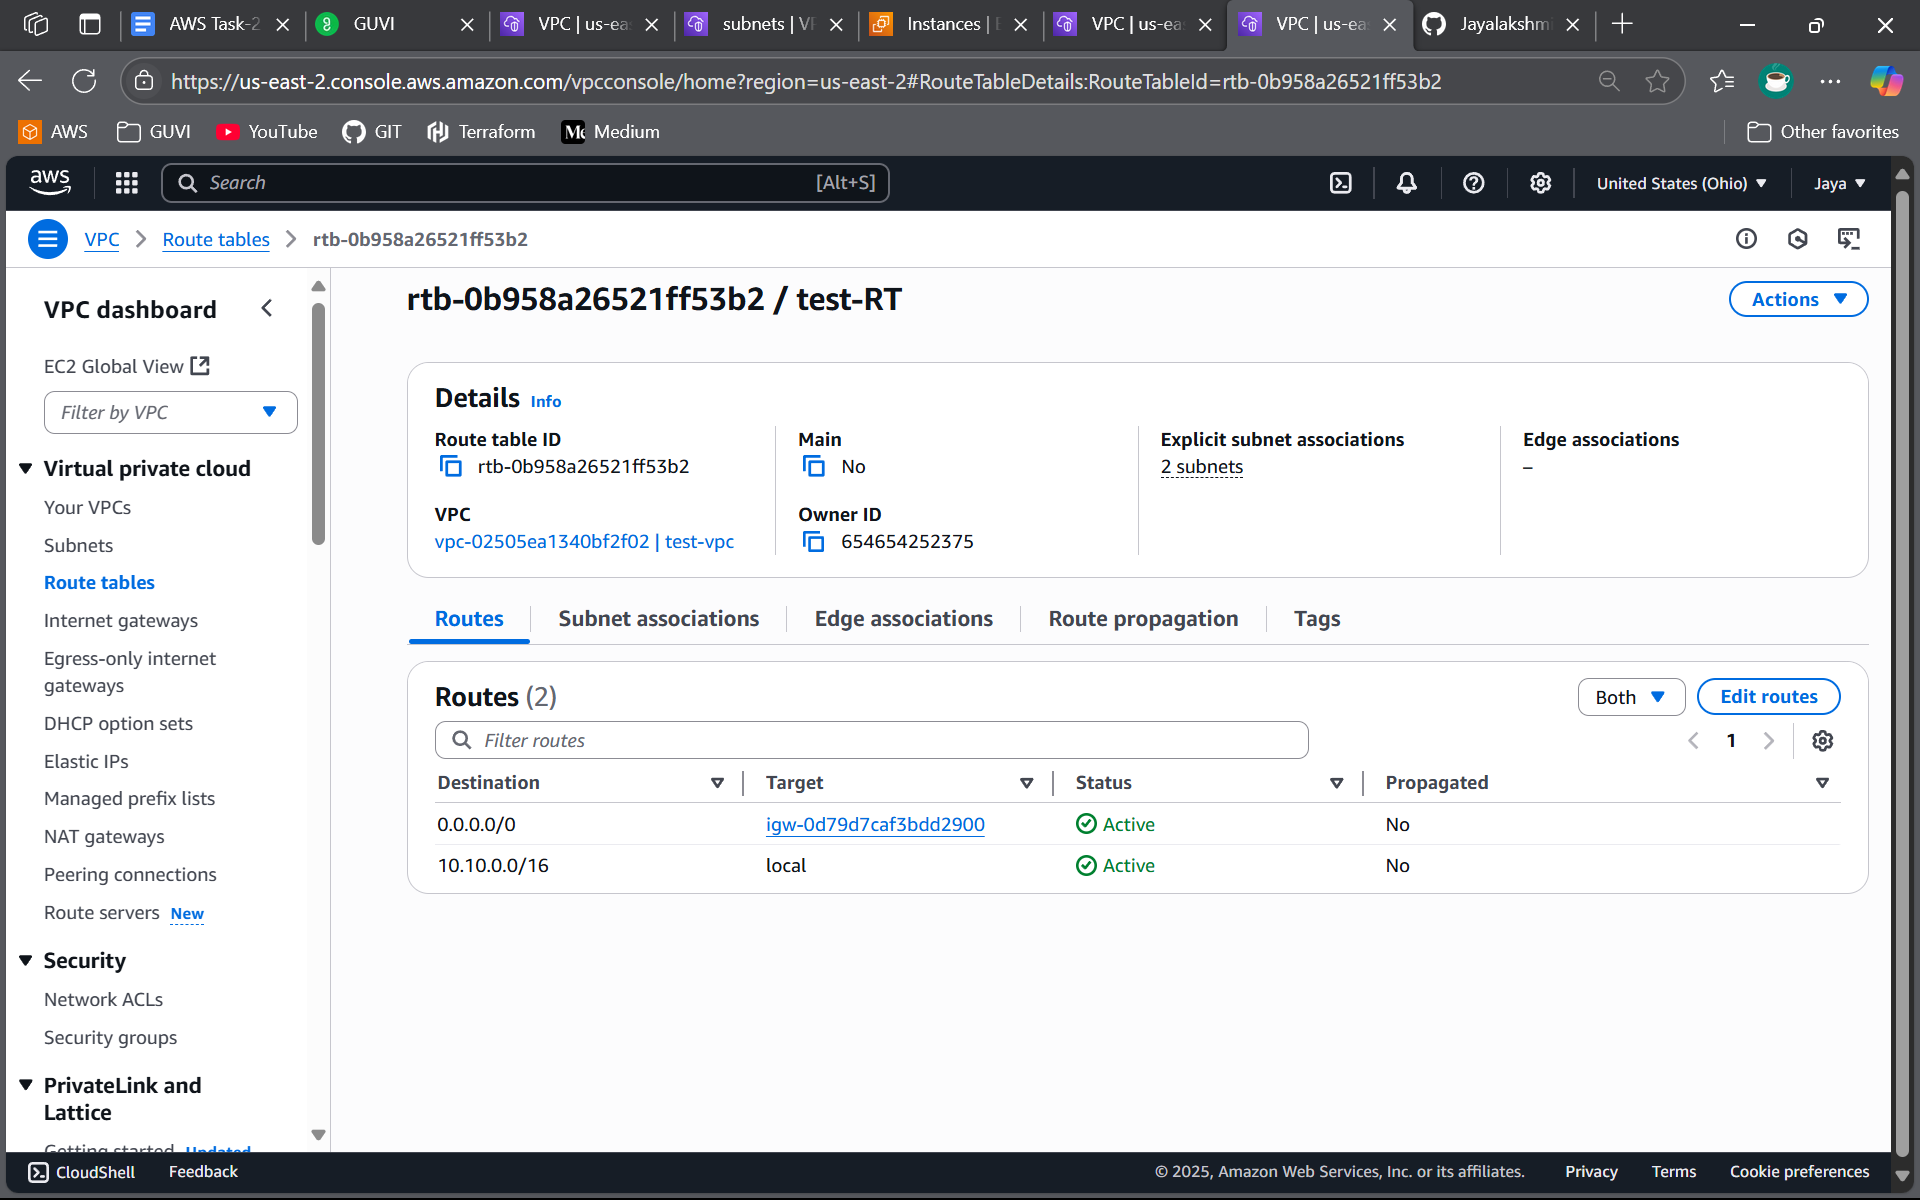 AWS Task-2
GUVI
VPC | us-eas
subnets | VP
Instances | E
VPC | us-eas
VPC | us-eas
Jayalakshmi
https://us-east-2.console.aws.amazon.com/vpcconsole/home?region=us-east-2#RouteTableDetails:RouteTableId=rtb-0b958a26521ff53b2
AWS
GUVI
YouTube
GIT
Terraform
Medium
Other favorites
aws
Search
[Alt+S]
United States (Ohio)
Jaya
VPC
Route tables
rtb-0b958a26521ff53b2
VPC dashboard
EC2 Global View
Filter by VPC
Virtual private cloud
Your VPCs
Subnets
Route tables
Internet gateways
Egress-only internet
gateways
DHCP option sets
Elastic IPs
Managed prefix lists
NAT gateways
Peering connections
Route servers New
Security
Network ACLs
Security groups
PrivateLink and
Lattice
Getting started Updated
rtb-0b958a26521ff53b2 / test-RT
Actions
Details Info
Route table ID
rtb-0b958a26521ff53b2
Main
No
Explicit subnet associations
2 subnets
Edge associations
–
VPC
vpc-02505ea1340bf2f02 | test-vpc
Owner ID
654654252375
Routes
Subnet associations
Edge associations
Route propagation
Tags
Routes (2)
Both
Edit routes
Filter routes
1
Destination Target Status Propagated
0.0.0.0/0 igw-0d79d7caf3bdd2900 Active No
10.10.0.0/16 local Active No
CloudShell
Feedback
© 2025, Amazon Web Services, Inc. or its affiliates.
Privacy
Terms
Cookie preferences